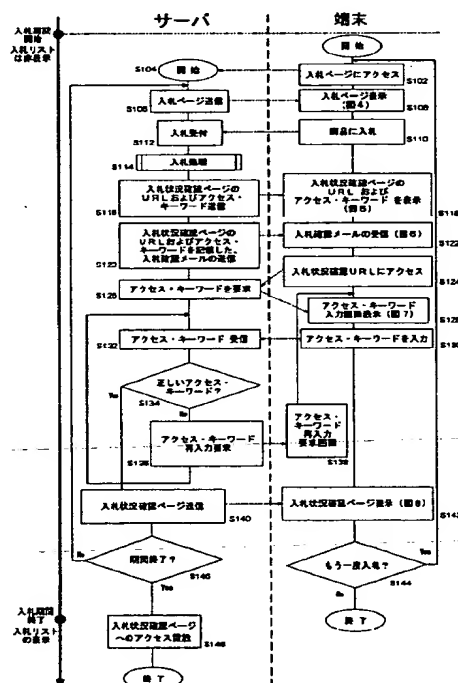 サーバ
端末
入札期間
開始
入札リスト
は非表示
開始
S104
開始
入札ページにアクセス
S102
入札ページ送信
S106
入札ページ表示
(図4)
S108
入札受付
S112
商品に入札
S110
入札処理
S114
入札状況確認ページの
URLおよびアクセス・
キーワード送信
S116
入札状況確認ページの
URL および
アクセス・キーワード を表示
(図5)
S118
入札状況確認ページの
URLおよびアクセス・キ
ーワードを記載した、
入札確認メールの送信
S120
入札確認メールの受信(図6)
S122
入札状況確認URLにアクセス
S124
アクセス・キーワードを要求
S126
アクセス・キーワード
入力画面表示(図7)
S128
アクセス・キーワード 受信
S132
アクセス・キーワードを入力
S130
正しいアクセス・
キーワード?
S134
Yes
No
アクセス・キーワード
再入力要求
S136
アクセス・
キーワード
再入力
要求画面
S138
入札状況確認ページ送信
S140
入札状況確認ページ表示(図8)
S142
期間終了?
S146
No
Yes
もう一度入札?
S144
Yes
No
入札期間
終了
入札リスト
の表示
入札状況確認ページ
へのアクセス開放
S148
終了
終了